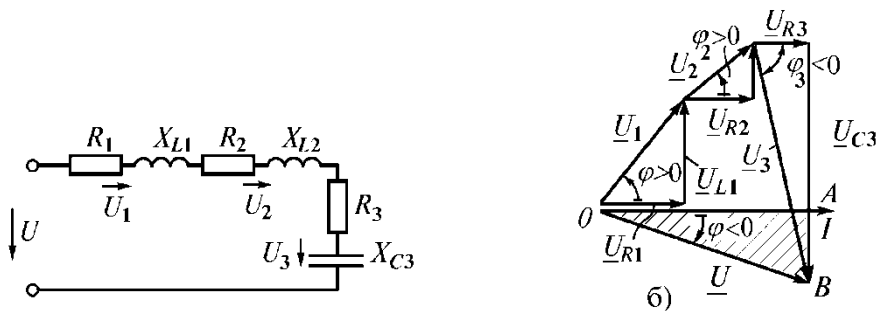 R1 XL1 R2 XL2
U1 U2
R3
U
U3 XC3
φ2>0 UR3
U2 φ3<0
U1 UR2 UC3
φ>0 UL1 U3
A
0 φ<0 I
UR1
U B
б)